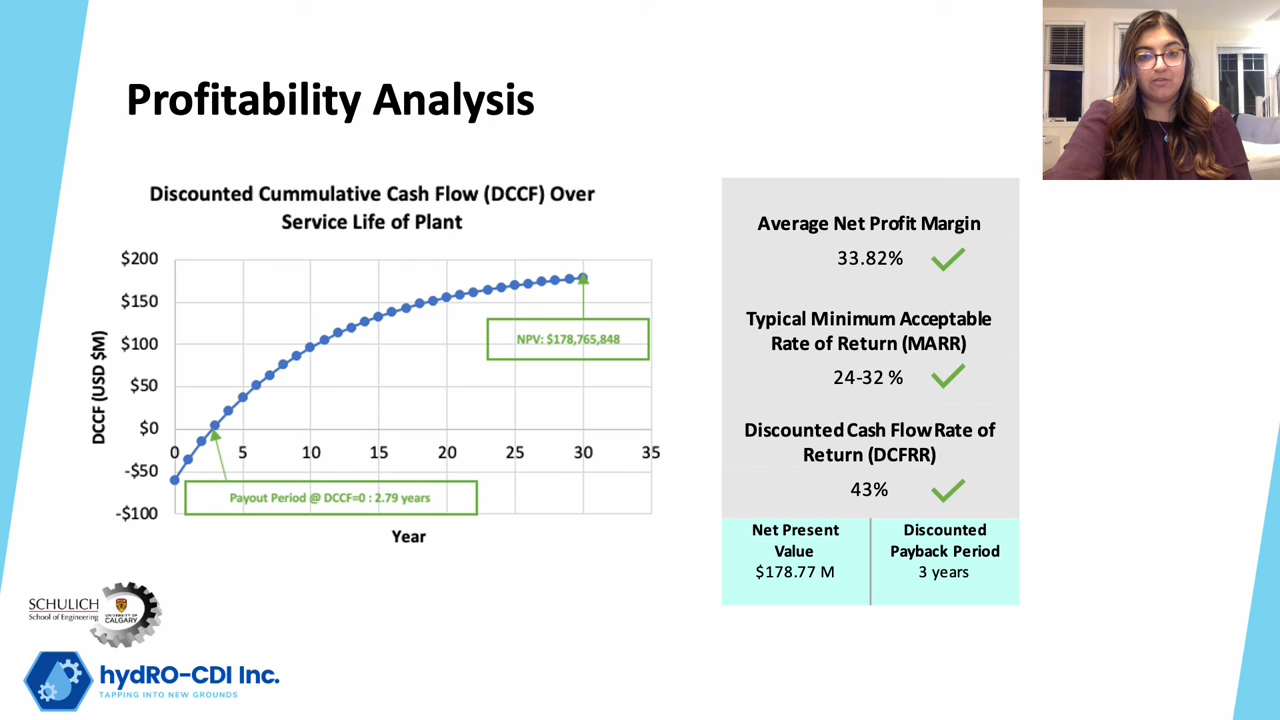 Profitability Analysis
Discounted Cummulative Cash Flow (DCCF) Over
Service Life of Plant
DCCF (USD $M)
$200
$150
$100
$50
$0
-$50
-$100
0 5 10 15 20 25 30 35
NPV: $178,765,848
Payout Period @ DCCF=0 : 2.79 years
Year
Average Net Profit Margin
33.82%
Typical Minimum Acceptable
Rate of Return (MARR)
24-32 %
Discounted Cash Flow Rate of
Return (DCFRR)
43%
Net Present
Value
$178.77 M
Discounted
Payback Period
3 years
SCHULICH
School of Engineering
UNIVERSITY OF
CALGARY
hydRO-CDI Inc.
TAPPING INTO NEW GROUNDS